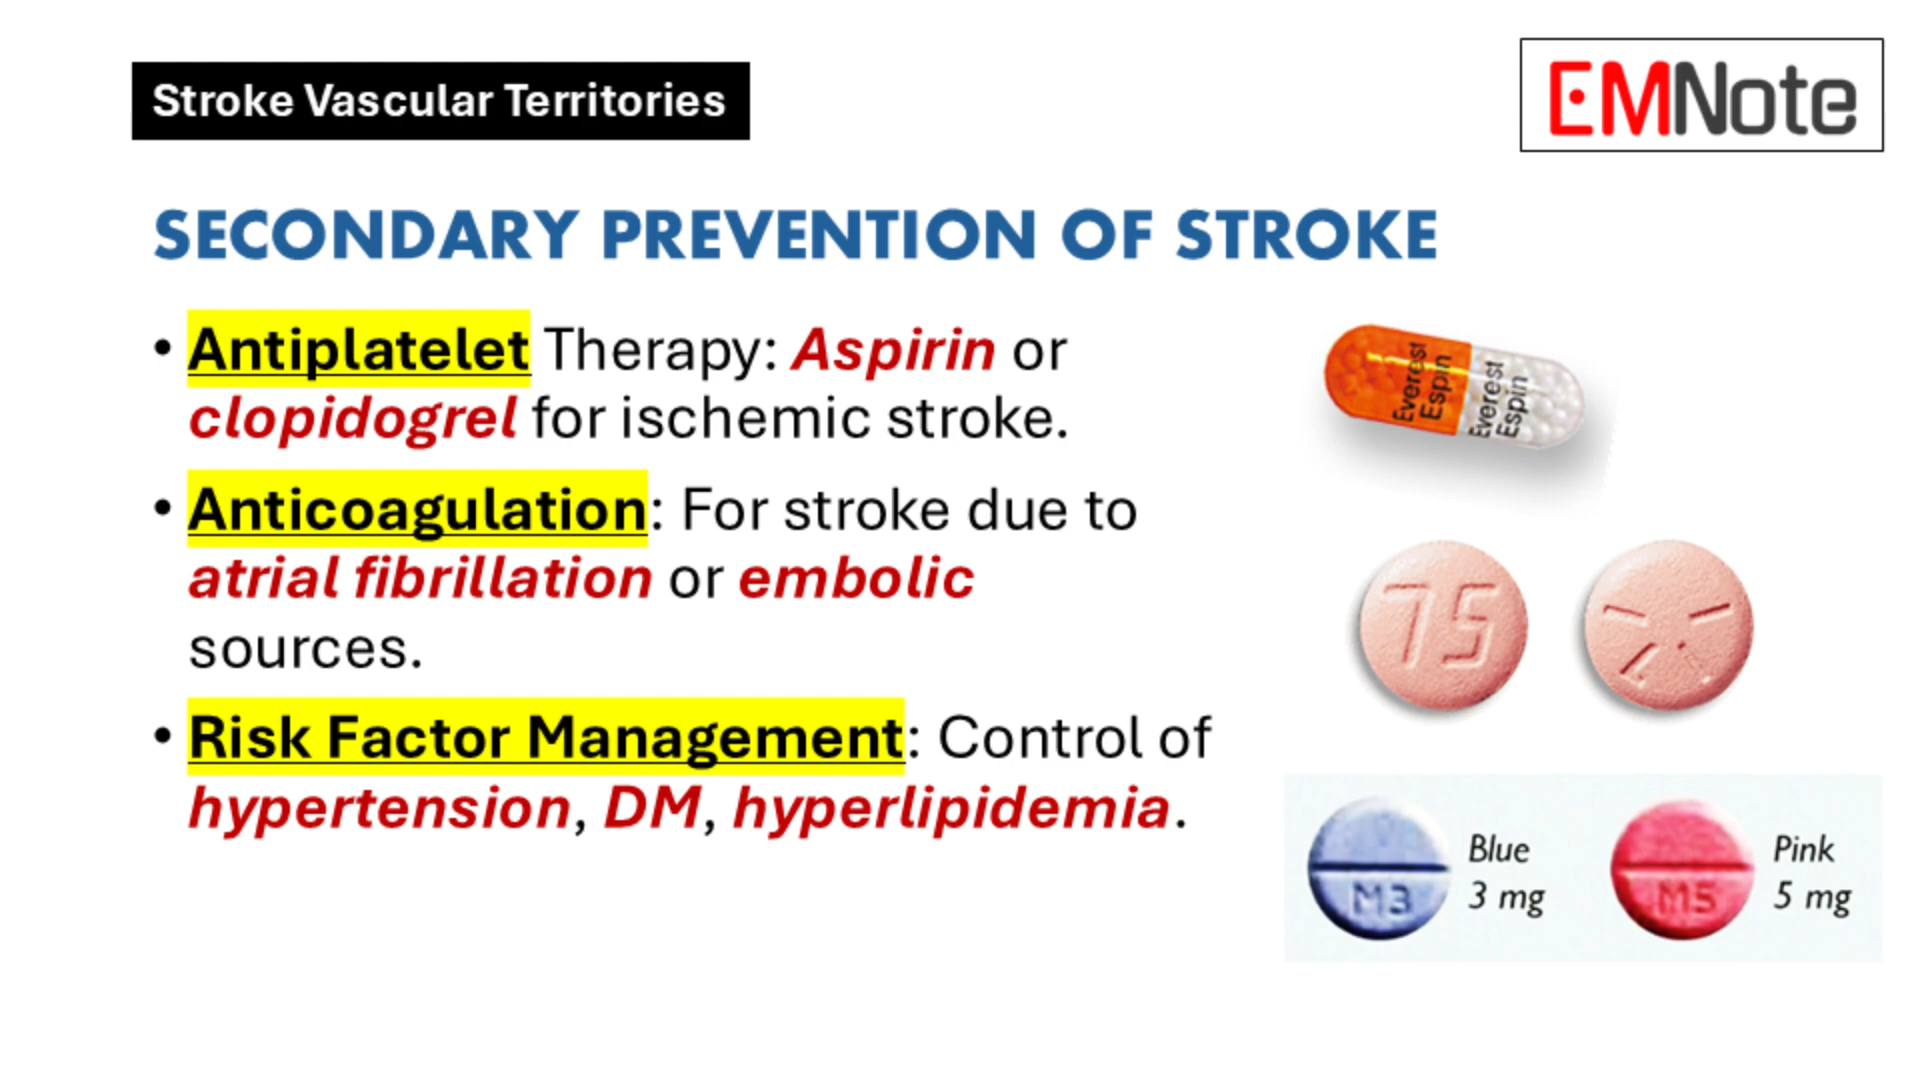 Stroke Vascular Territories
EMNote
SECONDARY PREVENTION OF STROKE
• Antiplatelet Therapy: Aspirin or
clopidogrel for ischemic stroke.
• Anticoagulation: For stroke due to
atrial fibrillation or embolic
sources.
• Risk Factor Management: Control of
hypertension, DM, hyperlipidemia.
Everest
Espin
Everest
Espin
75
M3
Blue
3 mg
M5
Pink
5 mg